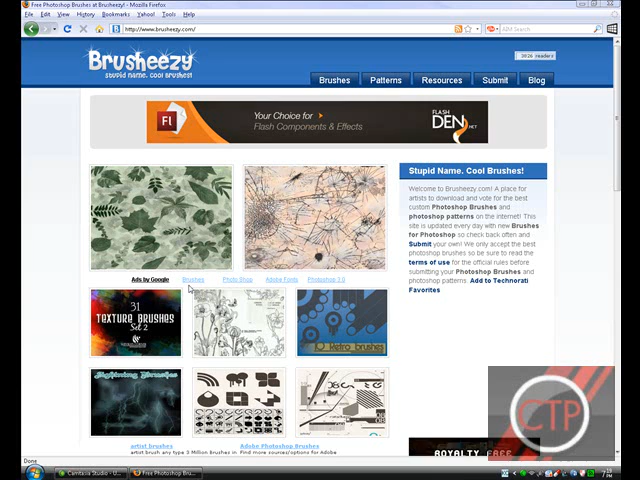 Free Photoshop Brushes at Brusheezy! - Mozilla Firefox
File Edit View History Bookmarks Yahoo! Tools Help
http://www.brusheezy.com/
AIM Search
Brusheezy
stupid name. Cool Brushes!
3826 readers
Brushes Patterns Resources Submit Blog
Fl
Your Choice for
Flash Components & Effects
FLASH
DEN.NET
Stupid Name. Cool Brushes!
Welcome to Brusheezy.com! A place for
artists to download and vote for the best
custom Photoshop Brushes and
photoshop patterns on the internet! This
site is updated every day with new Brushes
for Photoshop so check back often and
Submit your own! We only accept the best
photoshop brushes so be sure to read the
terms of use for the official rules before
submitting your Photoshop Brushes and
photoshop patterns. Add to Technorati
Favorites
Ads by Google Brushes Photo Shop Adobe Fonts Photoshop 3.0
31
TEXTURE BRUSHES
Set 2
Retro brushes
Lightning Brushes
artist brushes
artist brush any type 3 Million Brushes in
Adobe Photoshop Brushes
Find more sources/options for Adobe
ROYALTY FREE
CTP
Done
Camtasia Studio - U...
Free Photoshop Bru...